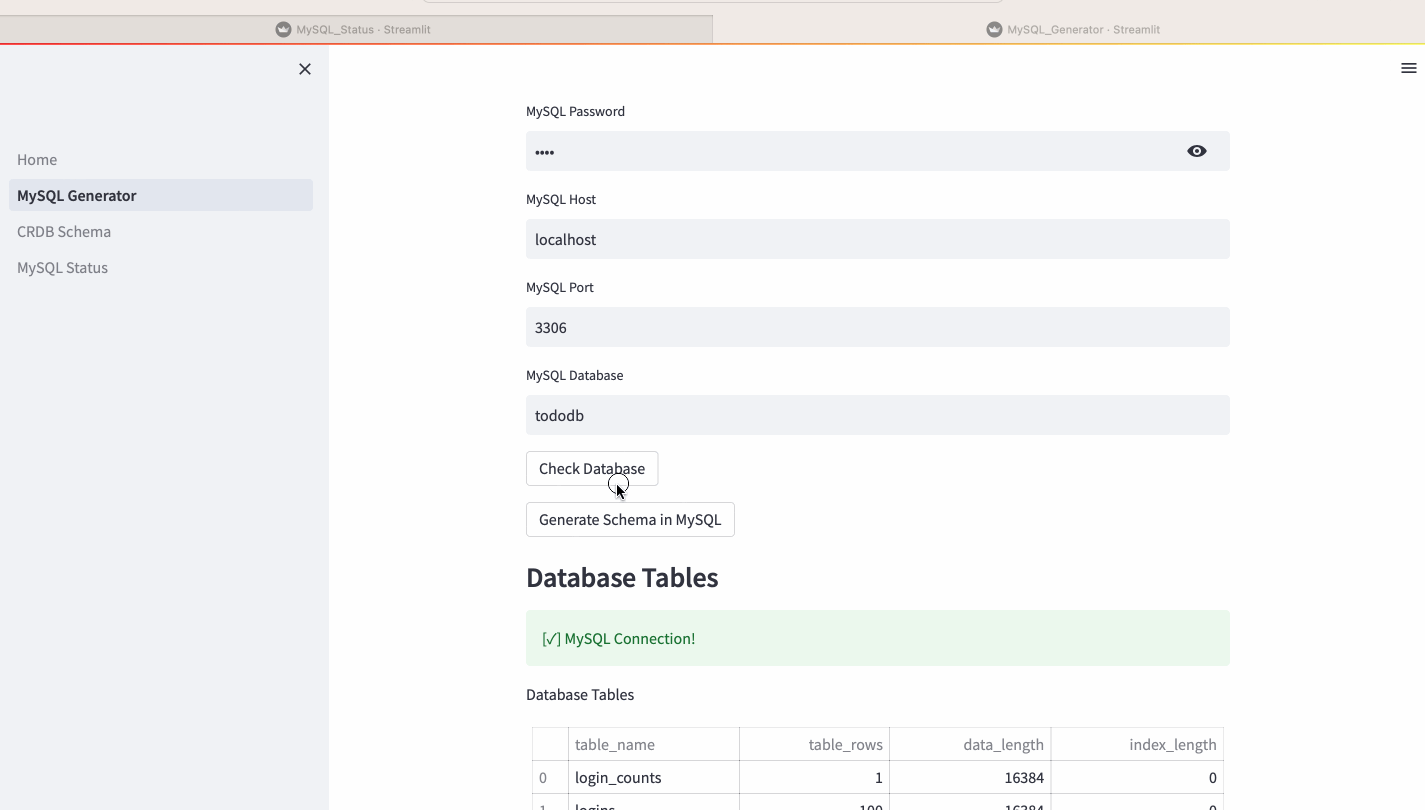 MySQL_Status · Streamlit
MySQL_Generator · Streamlit
Home
MySQL Generator
CRDB Schema
MySQL Status
MySQL Password
••••
MySQL Host
localhost
MySQL Port
3306
MySQL Database
tododb
Check Database
Generate Schema in MySQL
Database Tables
[✓] MySQL Connection!
Database Tables
table_name table_rows data_length index_length
0 login_counts 1 16384 0
1 logins 100 16384 0